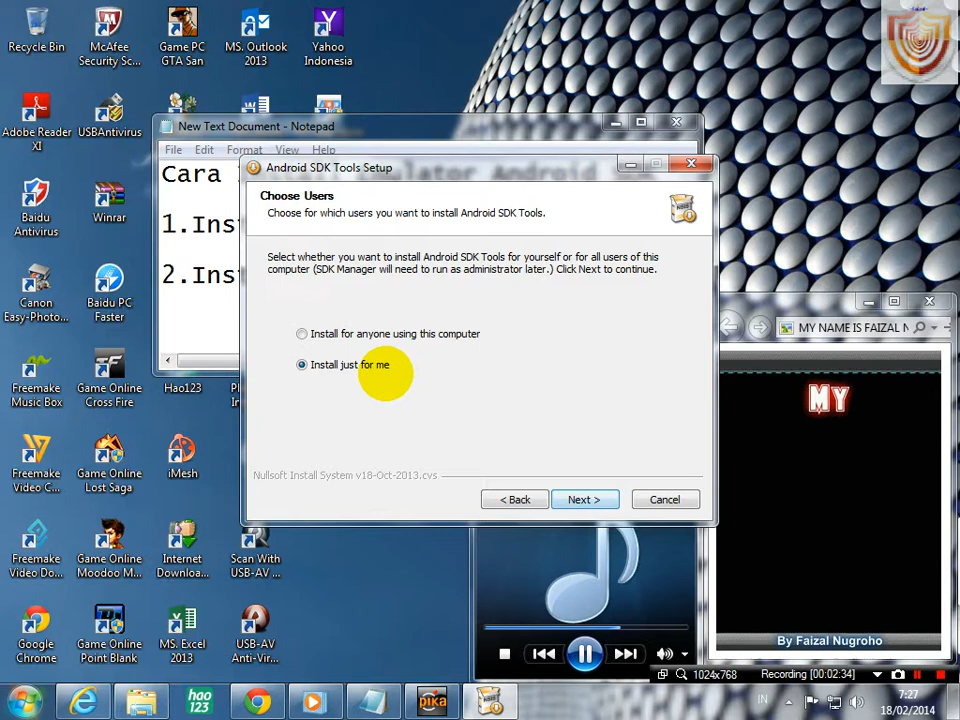 Recycle Bin
McAfee
Security Sc...
Game PC
GTA San
MS. Outlook
2013
Yahoo
Indonesia
Adobe Reader
XI
USBAntivirus
New Text Document - Notepad
File Edit Format View Help
Cara
1.Inst
2.Inst
Android SDK Tools Setup
Choose Users
Choose for which users you want to install Android SDK Tools.
Select whether you want to install Android SDK Tools for yourself or for all users of this
computer (SDK Manager will need to run as administrator later.) Click Next to continue.
Install for anyone using this computer
Install just for me
Nullsoft Install System v18-Oct-2013.cvs
< Back
Next >
Cancel
Baidu
Antivirus
Winrar
Canon
Easy-Photo...
Baidu PC
Faster
Freemake
Music Box
Game Online
Cross Fire
Hao123
Freemake
Video C...
Game Online
Lost Saga
iMesh
Freemake
Video Do...
Game Online
Moodoo M...
Internet
Downloa...
Scan With
USB-AV ...
Google
Chrome
Game Online
Point Blank
MS. Excel
2013
USB-AV
Anti-Vir...
MY NAME IS FAIZAL N
MY
By Faizal Nugroho
1024x768
Recording [00:02:34]
hao
123
pika
IN
7:27
18/02/2014